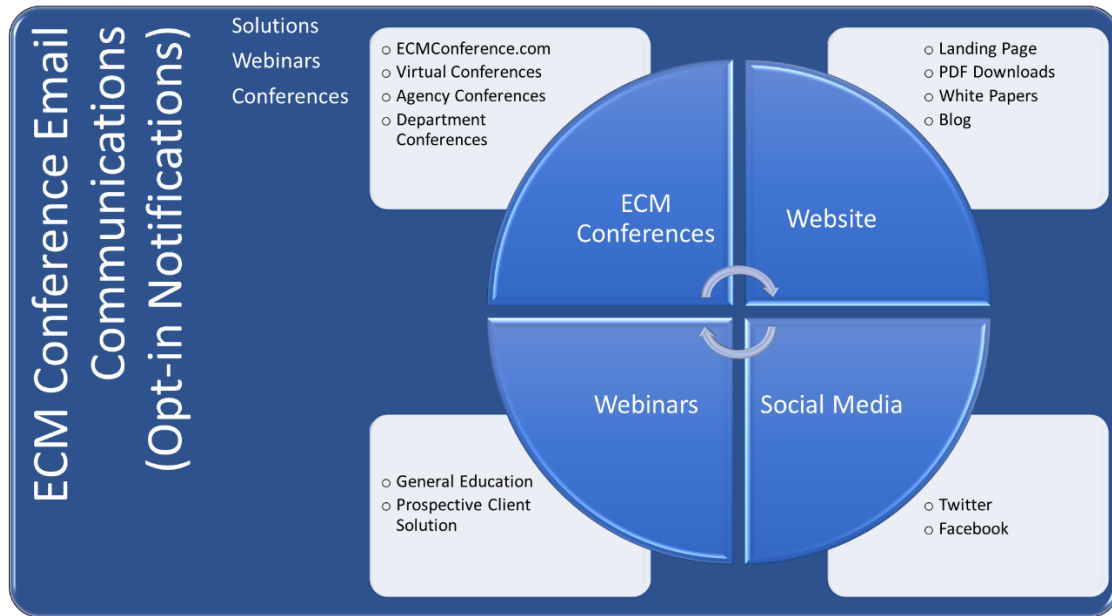 ECM Conference Email
Communications
(Opt-in Notifications)
Solutions
Webinars
Conferences
○ ECMConference.com
○ Virtual Conferences
○ Agency Conferences
○ Department
Conferences
○ Landing Page
○ PDF Downloads
○ White Papers
○ Blog
ECM
Conferences
Website
Webinars
Social Media
○ General Education
○ Prospective Client
Solution
○ Twitter
○ Facebook